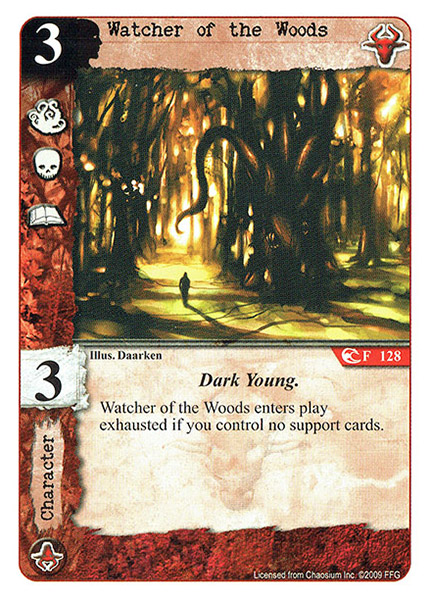 3
Watcher of the Woods
Illus. Daarken
F 128
3
Dark Young.
Watcher of the Woods enters play
exhausted if you control no support cards.
Character
Licensed from Chaosium Inc. ©2009 FFG